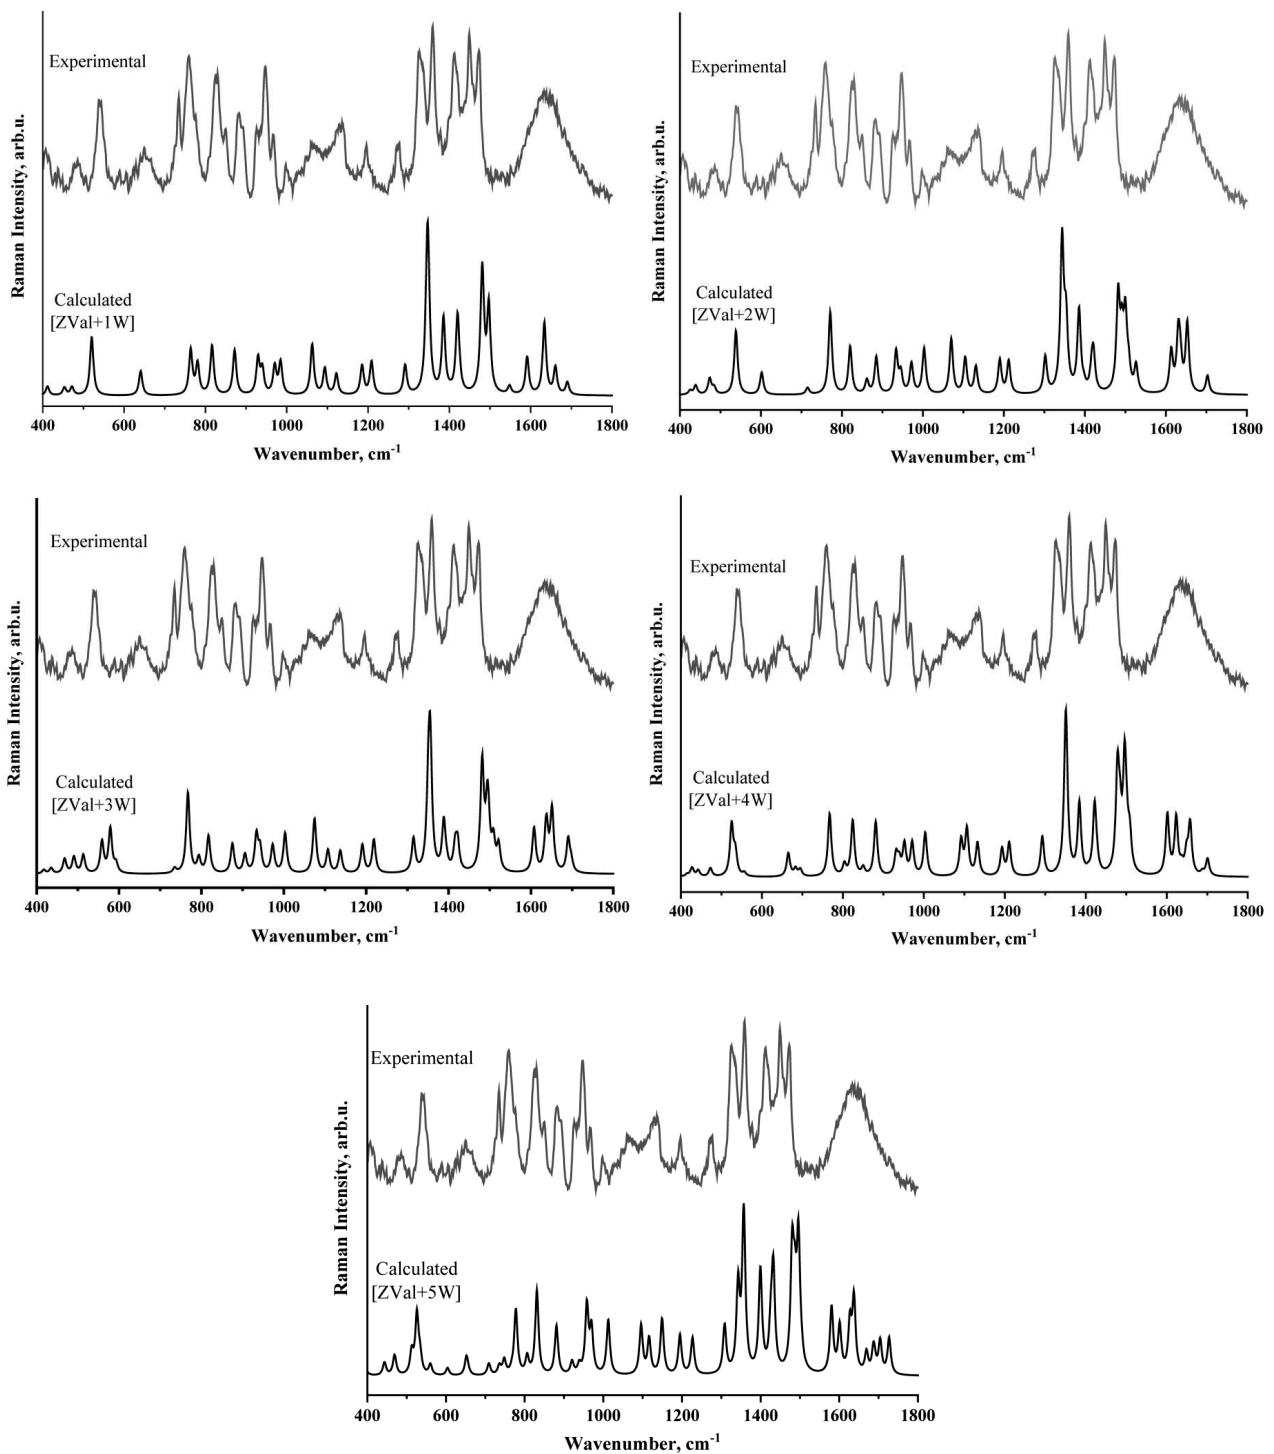 Raman Intensity, arb.u.
Experimental
Calculated
[ZVal+1W]
400 600 800 1000 1200 1400 1600 1800
Wavenumber, cm-1
Raman Intensity, arb.u.
Experimental
Calculated
[ZVal+2W]
400 600 800 1000 1200 1400 1600 1800
Wavenumber, cm-1
Raman Intensity, arb.u.
Experimental
Calculated
[ZVal+3W]
400 600 800 1000 1200 1400 1600 1800
Wavenumber, cm-1
Raman Intensity, arb.u.
Experimental
Calculated
[ZVal+4W]
400 600 800 1000 1200 1400 1600 1800
Wavenumber, cm-1
Raman Intensity, arb.u.
Experimental
Calculated
[ZVal+5W]
400 600 800 1000 1200 1400 1600 1800
Wavenumber, cm-1